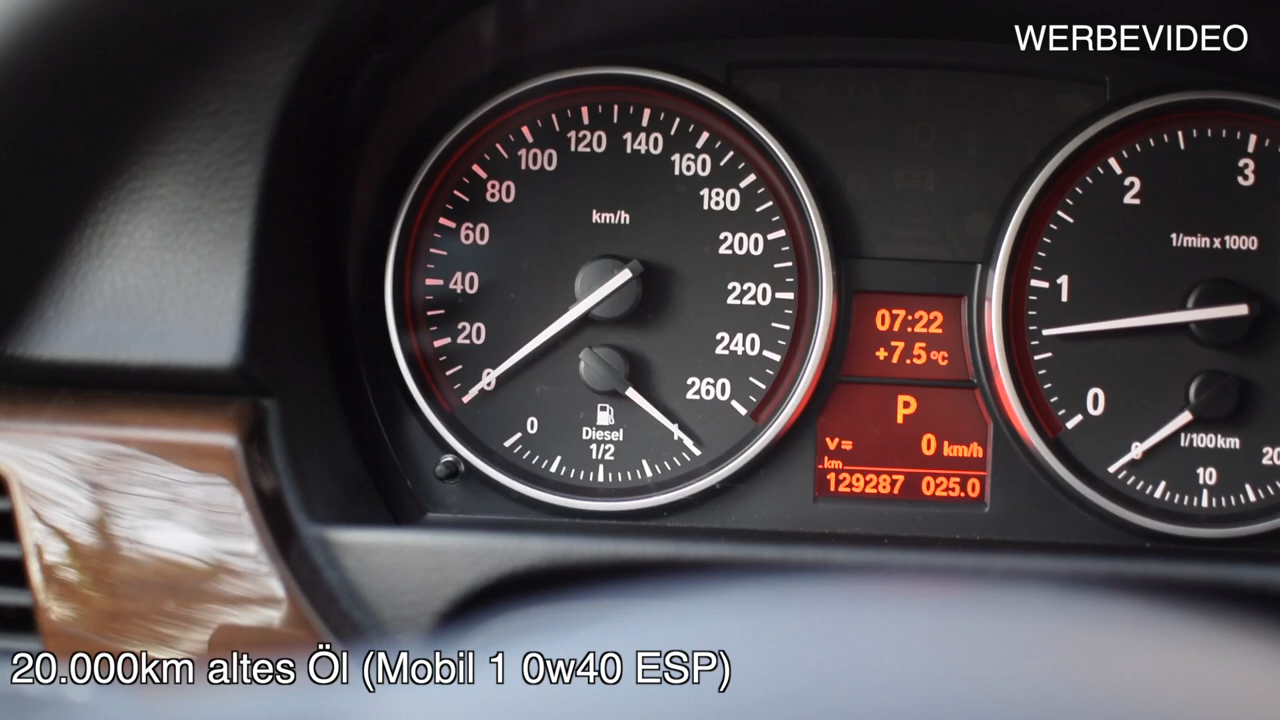 WERBEVIDEO
0
20
40
60
80
100
120
140
160
180
200
220
240
260
km/h
0
Diesel
1/2
1
07:22
+7.5°C
P
v= 0 km/h
km
129287 025.0
0
1
2
3
1/min x 1000
0
l/100km
10
20
20.000km altes Öl (Mobil 1 0w40 ESP)